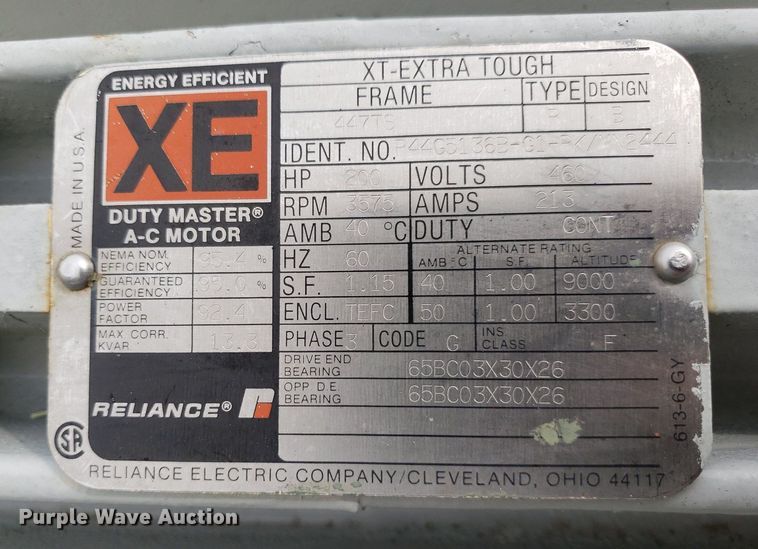 ENERGY EFFICIENT
XE
DUTY MASTER®
A-C MOTOR
MADE IN U.S.A.
NEMA NOM. EFFICIENCY 95.4 %
GUARANTEED EFFICIENCY 95.0 %
POWER FACTOR
MAX. CORR. KVAR. 13.3
RELIANCE®
XT-EXTRA TOUGH
FRAME TYPE DESIGN
447TS P B
IDENT. NO.
HP 200 VOLTS 460
RPM 3575 AMPS 213
AMB 40 °C DUTY CONT
HZ 60 ALTERNATE RATING
AMB °C S.F. ALTITUDE
S.F. 1.15 40 1.00 9000
ENCL. TEFC 50 1.00 3300
PHASE 3 CODE G INS CLASS F
DRIVE END BEARING 65BC03X30X26
OPP D.E. BEARING 65BC03X30X26
613-6-GY
SA
RELIANCE ELECTRIC COMPANY/CLEVELAND, OHIO 44117
Purple Wave Auction